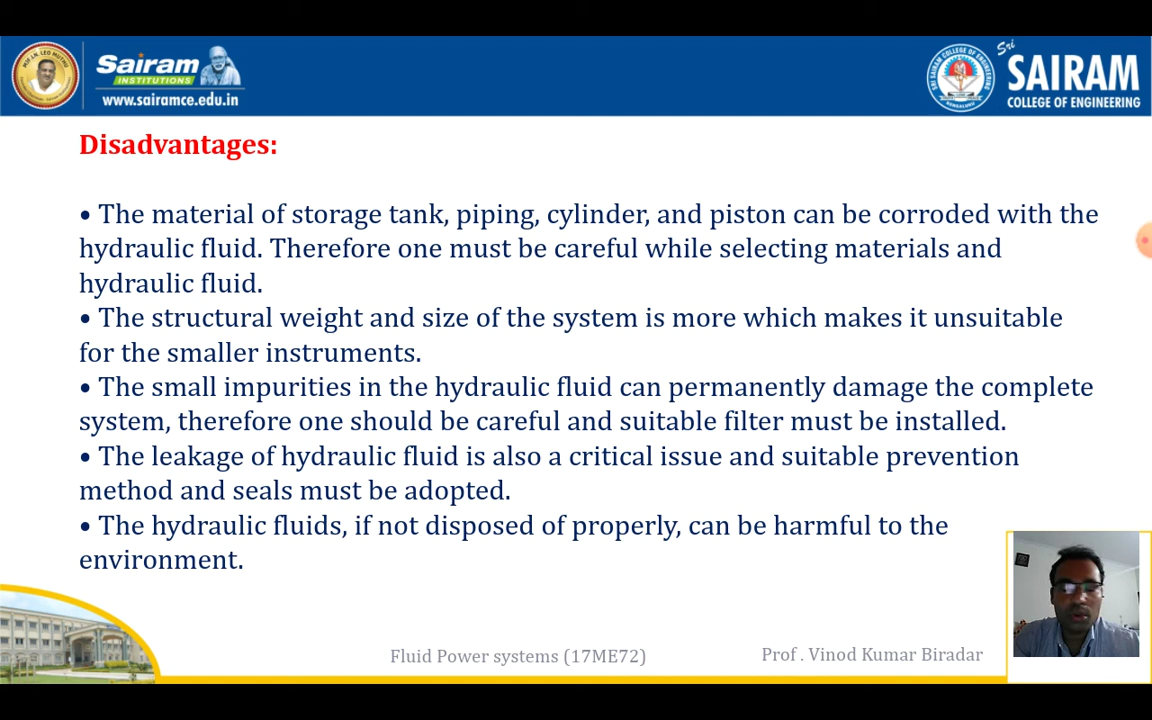 Sairam
INSTITUTIONS
www.sairamce.edu.in
Sri
SAIRAM
COLLEGE OF ENGINEERING
Disadvantages:
• The material of storage tank, piping, cylinder, and piston can be corroded with the
hydraulic fluid. Therefore one must be careful while selecting materials and
hydraulic fluid.
• The structural weight and size of the system is more which makes it unsuitable
for the smaller instruments.
• The small impurities in the hydraulic fluid can permanently damage the complete
system, therefore one should be careful and suitable filter must be installed.
• The leakage of hydraulic fluid is also a critical issue and suitable prevention
method and seals must be adopted.
• The hydraulic fluids, if not disposed of properly, can be harmful to the
environment.
Fluid Power systems (17ME72)
Prof . Vinod Kumar Biradar